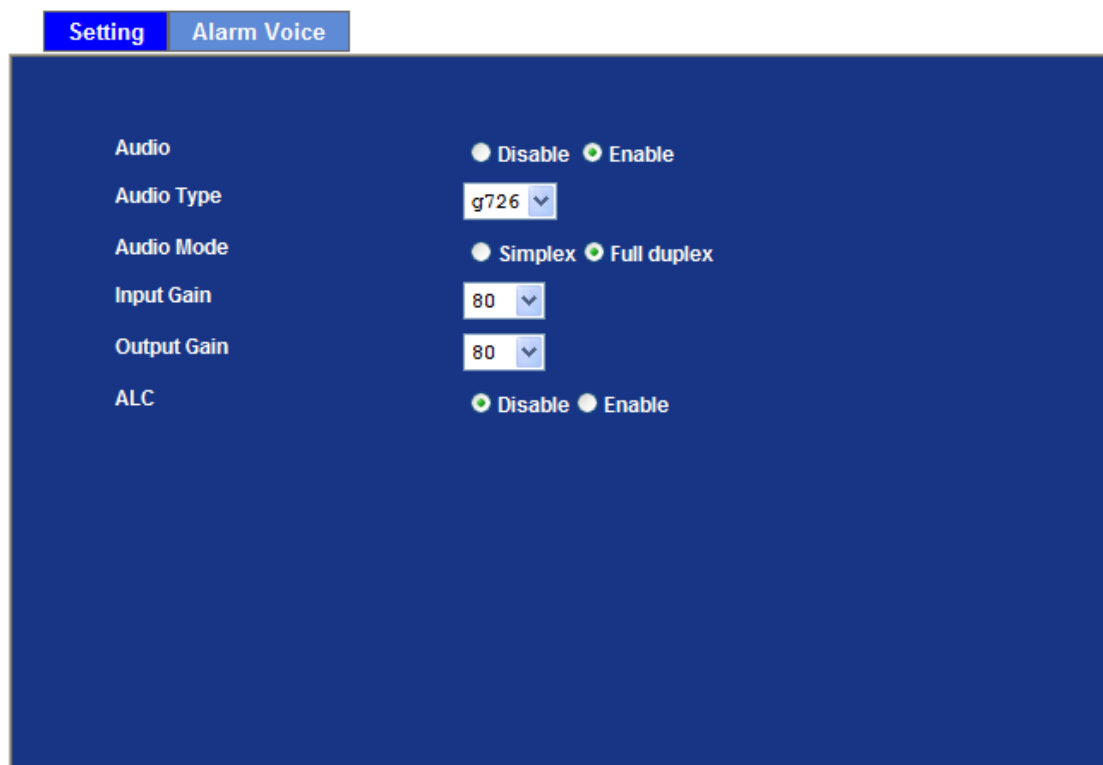 Setting Alarm Voice
Audio Disable Enable
Audio Type g726
Audio Mode Simplex Full duplex
Input Gain 80
Output Gain 80
ALC Disable Enable